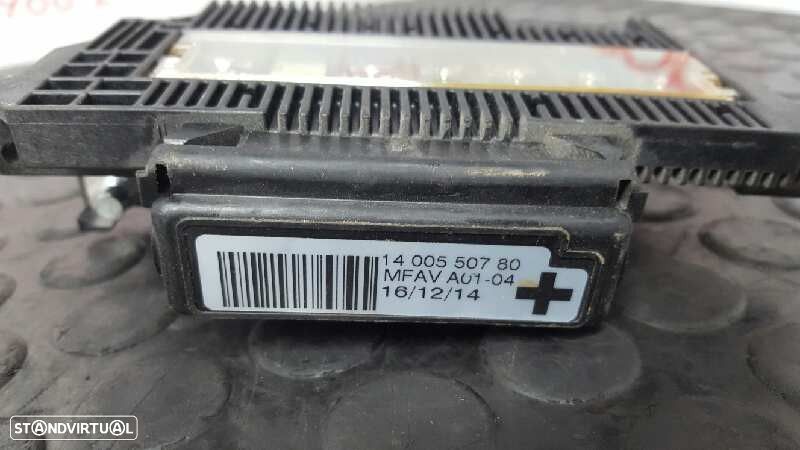 14 005 507 80
MFAV A01-04
16/12/14
STANDVIRTUAL